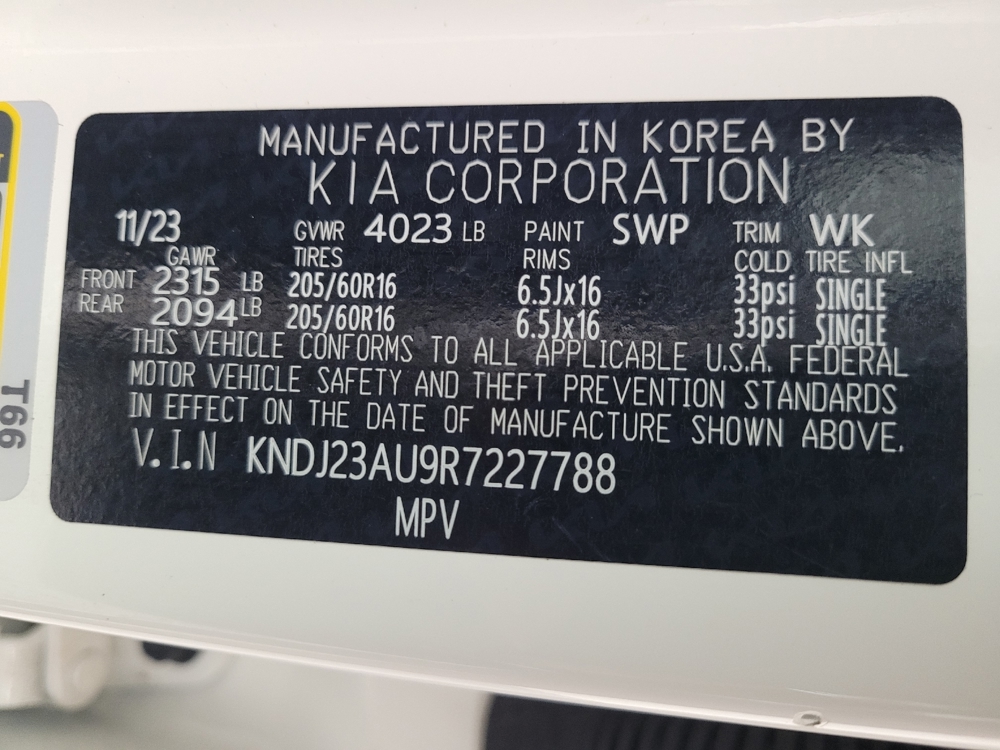 MANUFACTURED IN KOREA BY
KIA CORPORATION
11/23 GVWR 4023 LB PAINT SWP TRIM WK
GAWR TIRES RIMS COLD TIRE INFL
FRONT 2315 LB 205/60R16 6.5Jx16 33psi SINGLE
REAR 2094 LB 205/60R16 6.5Jx16 33psi SINGLE
THIS VEHICLE CONFORMS TO ALL APPLICABLE U.S.A. FEDERAL
MOTOR VEHICLE SAFETY AND THEFT PREVENTION STANDARDS
IN EFFECT ON THE DATE OF MANUFACTURE SHOWN ABOVE.
V.I.N KNDJ23AU9R7227788
MPV